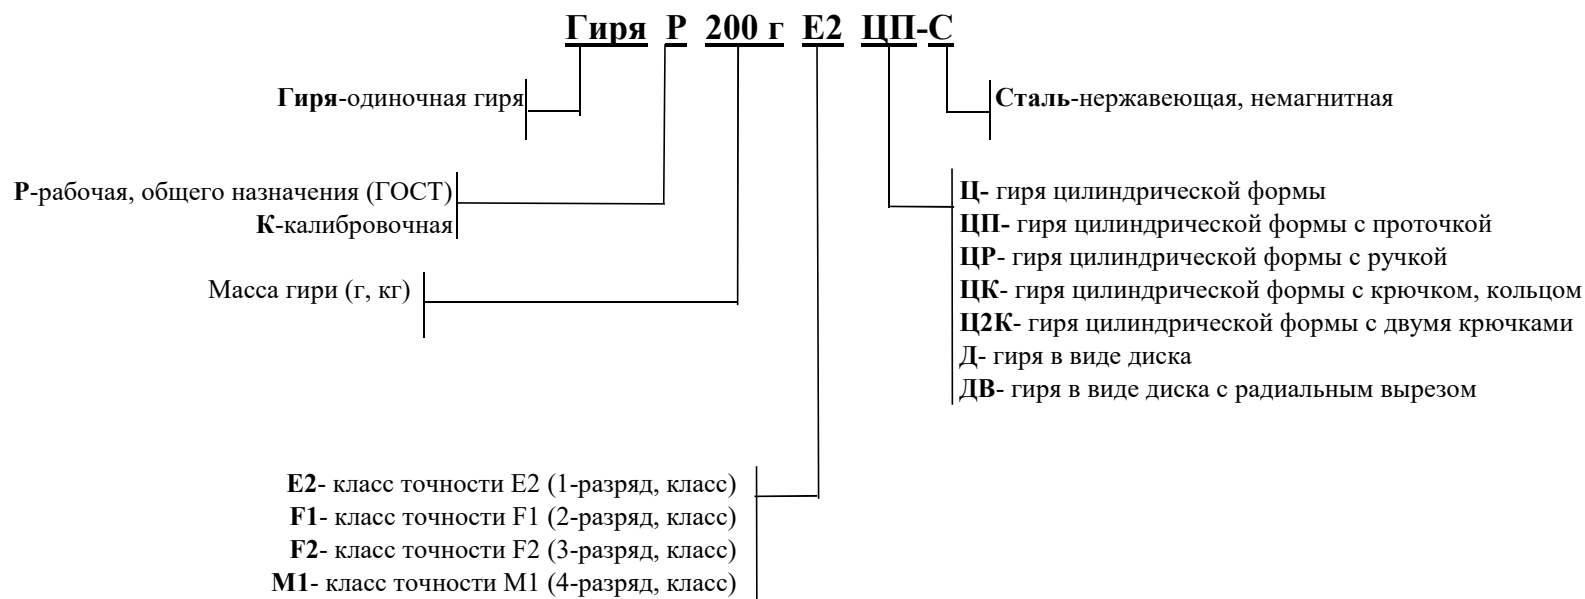 Гиря Р 200 г Е2 ЦП-С
Гиря-одиночная гиря
Сталь-нержавеющая, немагнитная
Р-рабочая, общего назначения (ГОСТ)
К-калибровочная
Масса гири (г, кг)
Ц- гиря цилиндрической формы
ЦП- гиря цилиндрической формы с проточкой
ЦР- гиря цилиндрической формы с ручкой
ЦК- гиря цилиндрической формы с крючком, кольцом
Ц2К- гиря цилиндрической формы с двумя крючками
Д- гиря в виде диска
ДВ- гиря в виде диска с радиальным вырезом
E2- класс точности E2 (1-разряд, класс)
F1- класс точности F1 (2-разряд, класс)
F2- класс точности F2 (3-разряд, класс)
M1- класс точности M1 (4-разряд, класс)